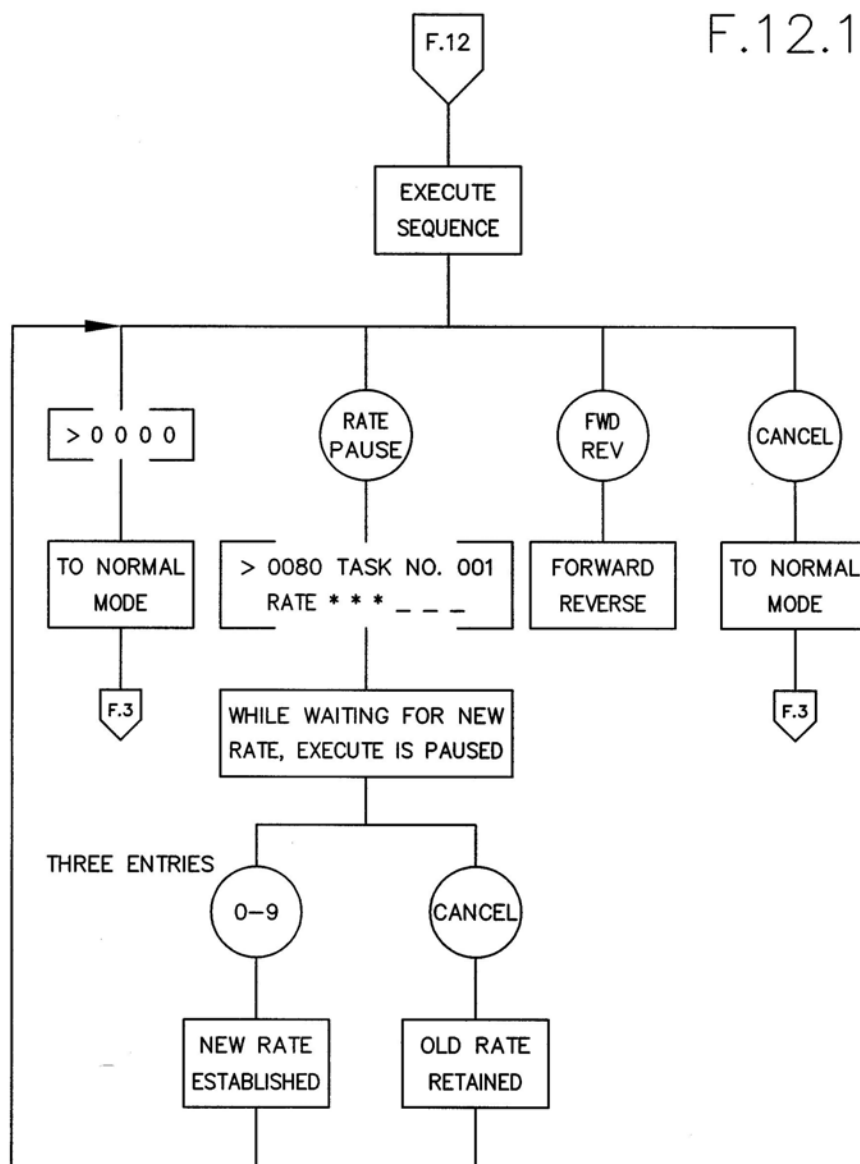 F.12
F.12.1
EXECUTE
SEQUENCE
> 0 0 0 0
RATE
PAUSE
FWD
REV
CANCEL
TO NORMAL
MODE
> 0080 TASK NO. 001
RATE * * * _ _ _
FORWARD
REVERSE
TO NORMAL
MODE
F.3
WHILE WAITING FOR NEW
RATE, EXECUTE IS PAUSED
F.3
THREE ENTRIES
0-9
CANCEL
NEW RATE
ESTABLISHED
OLD RATE
RETAINED